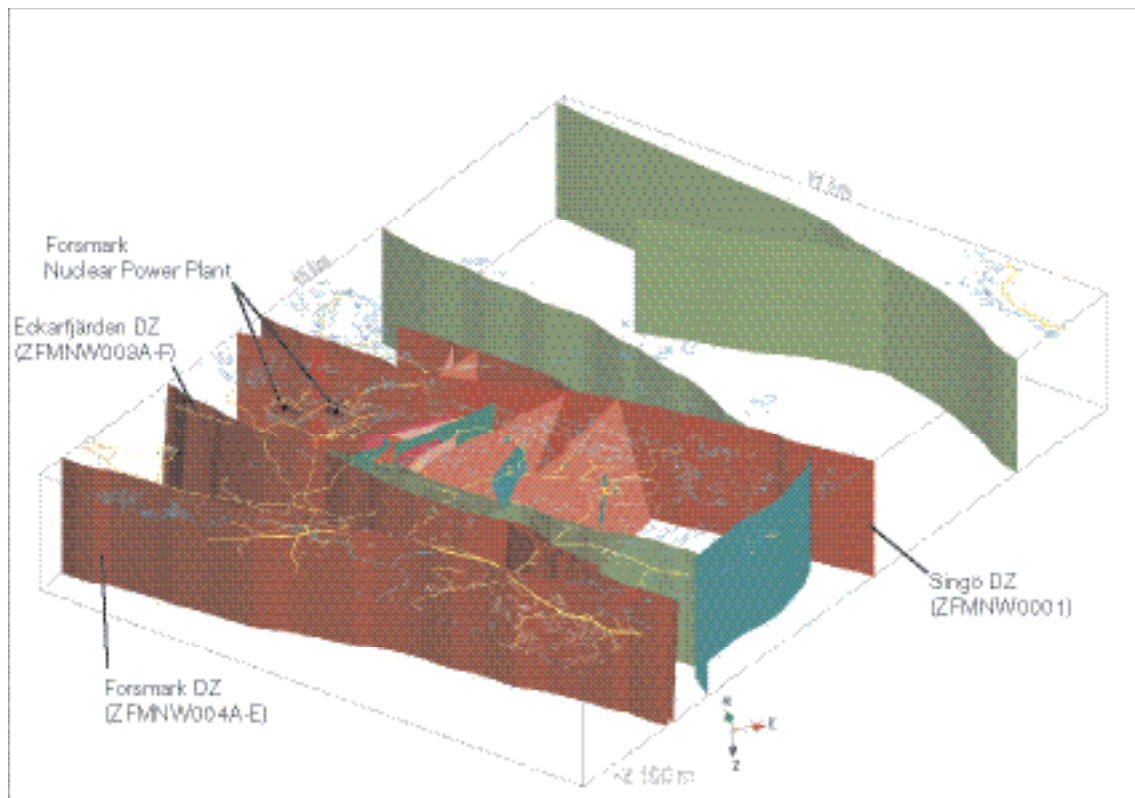 Forsmark
Nuclear Power Plant
Eckarfjärden DZ
(ZFMNW003A-F)
Singö DZ
(ZFMNW0001)
Forsmark DZ
(ZFMNW004A-E)
E
Z